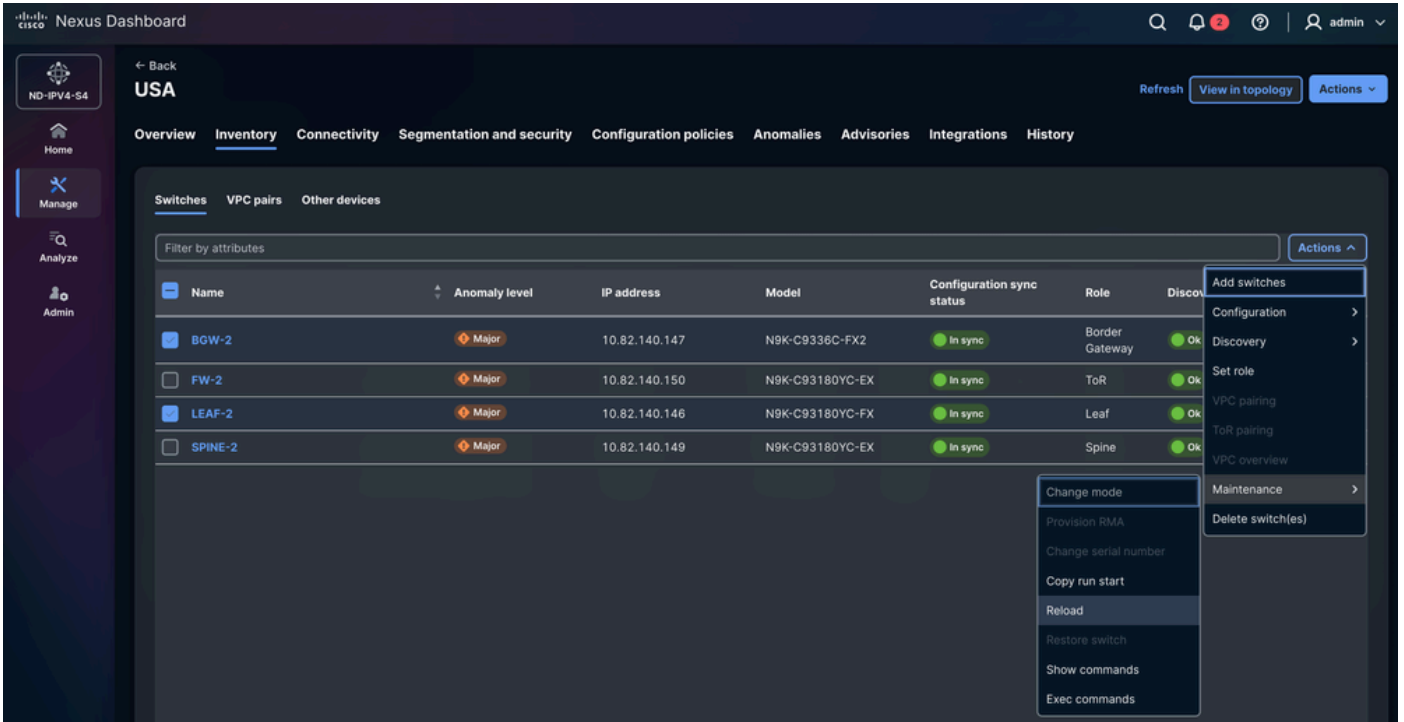 cisco Nexus Dashboard
2
admin
ND-IPV4-S4
Home
Manage
Analyze
Admin
← Back
USA
Refresh View in topology Actions
Overview Inventory Connectivity Segmentation and security Configuration policies Anomalies Advisories Integrations History
Switches VPC pairs Other devices
Filter by attributes
Actions
Name Anomaly level IP address Model Configuration sync status Role
BGW-2 Major 10.82.140.147 N9K-C9336C-FX2 In sync Border Gateway Ok
FW-2 Major 10.82.140.150 N9K-C93180YC-EX In sync ToR Ok
LEAF-2 Major 10.82.140.146 N9K-C93180YC-FX In sync Leaf Ok
SPINE-2 Major 10.82.140.149 N9K-C93180YC-EX In sync Spine Ok
Add switches
Configuration
Discovery
Set role
VPC pairing
ToR pairing
VPC overview
Maintenance
Delete switch(es)
Change mode
Provision RMA
Change serial number
Copy run start
Reload
Restore switch
Show commands
Exec commands